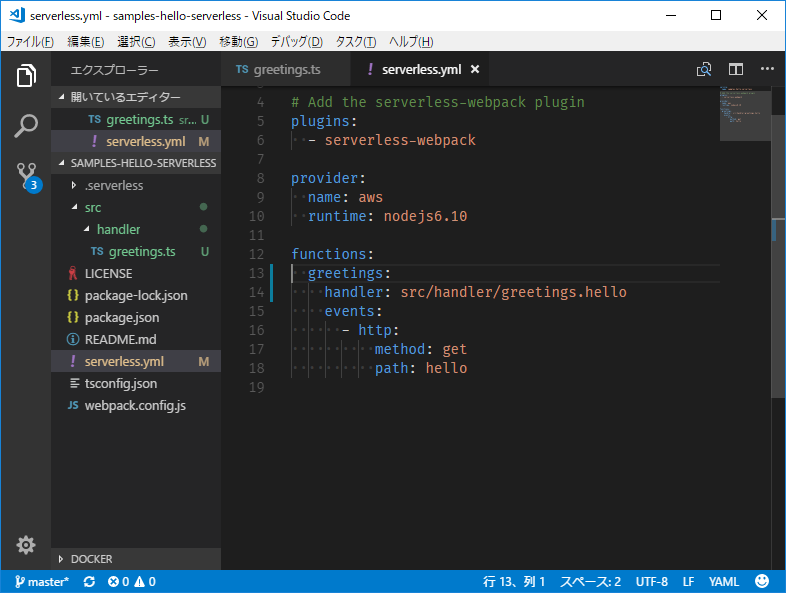 serverless.yml - samples-hello-serverless - Visual Studio Code
ファイル(F) 編集(E) 選択(C) 表示(V) 移動(G) デバッグ(D) タスク(T) ヘルプ(H)
エクスプローラー
開いているエディター
TS greetings.ts sr... U
! serverless.yml M
SAMPLES-HELLO-SERVERLESS
.serverless
src
handler
TS greetings.ts U
LICENSE
{} package-lock.json
{} package.json
README.md
! serverless.yml M
tsconfig.json
JS webpack.config.js
DOCKER
3
TS greetings.ts ! serverless.yml ×
4 # Add the serverless-webpack plugin
5 plugins:
6 - serverless-webpack
7
8 provider:
9 name: aws
10 runtime: nodejs6.10
11
12 functions:
13 greetings:
14 handler: src/handler/greetings.hello
15 events:
16 - http:
17 method: get
18 path: hello
19
master* 0 0 行 13、列 1 スペース: 2 UTF-8 LF YAML